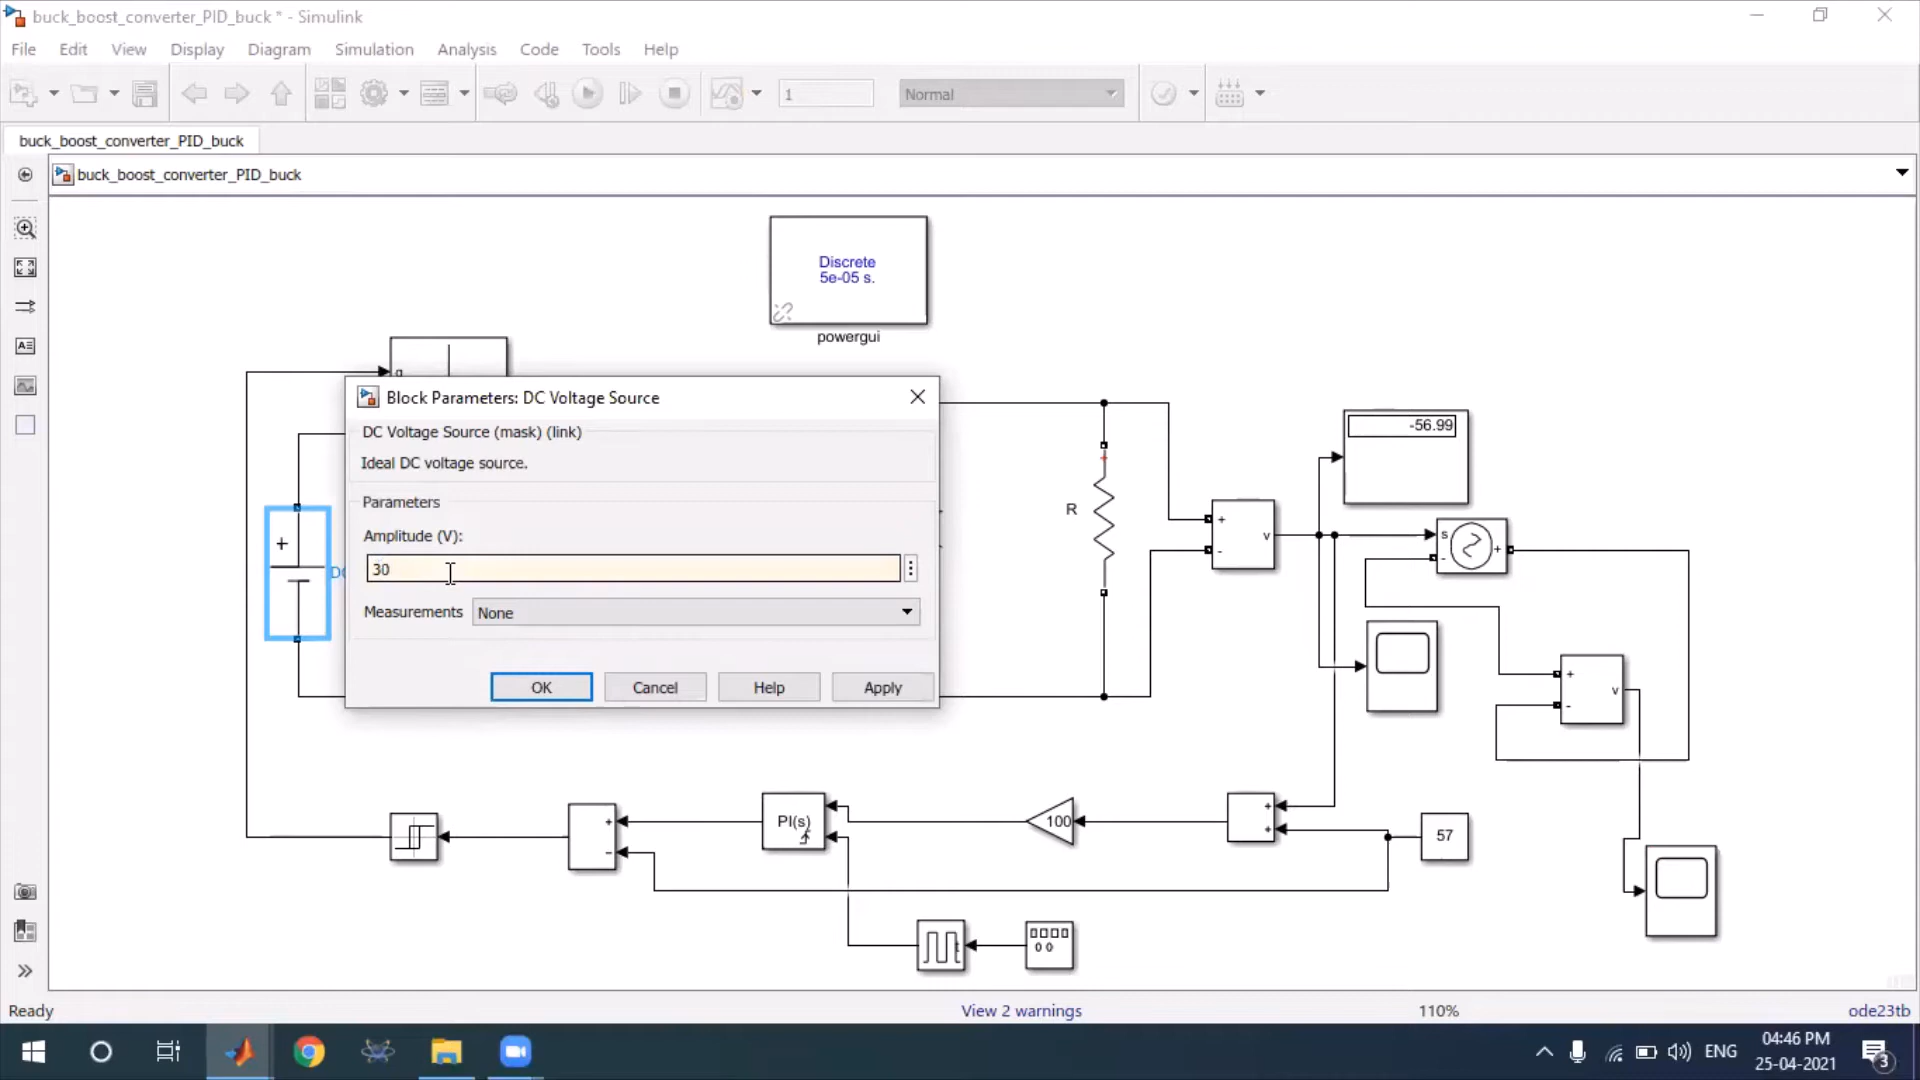 buck_boost_converter_PID_buck * - Simulink
File Edit View Display Diagram Simulation Analysis Code Tools Help
1
Normal
buck_boost_converter_PID_buck
buck_boost_converter_PID_buck
Discrete
5e-05 s.
powergui
g
Block Parameters: DC Voltage Source
DC Voltage Source (mask) (link)
Ideal DC voltage source.
Parameters
Amplitude (V):
30
Measurements None
OK Cancel Help Apply
+
DC
R
+
-
v
-56.99
s
-
+
+
-
v
+
-
PI(s)
100
+
+
57
Ready
View 2 warnings
110%
ode23tb
ENG
04:46 PM
25-04-2021
3